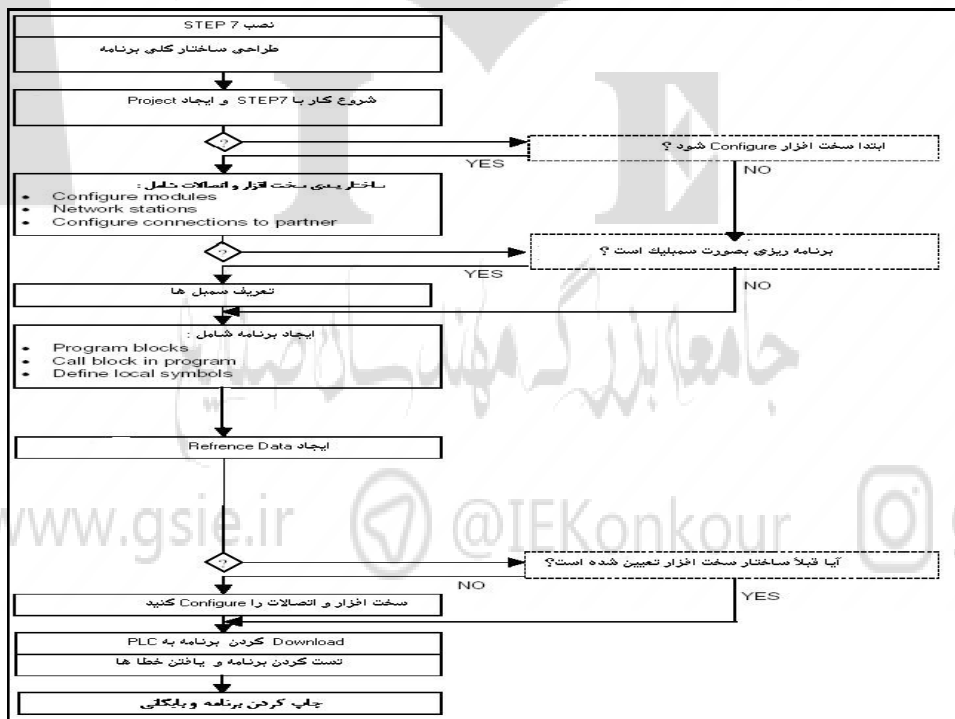 نصب STEP 7
طراحی ساختار کلی برنامه
شروع کار با STEP7 و ایجاد Project
?
ابتدا سخت افزار Configure شود ؟
YES
NO
ساختار بندی سخت افزار و اتصالات شامل :
• Configure modules
• Network stations
• Configure connections to partner
?
برنامه ریزی بصورت سمبلیک است ؟
YES
NO
تعریف سمبل ها
ایجاد برنامه شامل :
• Program blocks
• Call block in program
• Define local symbols
جامعه بزرگ مهندسان صنایع
ایجاد Refrence Data
www.gsie.ir
@IEKonkour
?
آیا قبلاً ساختار سخت افزار تعیین شده است؟
NO
YES
سخت افزار و اتصالات را Configure کنید
Download کردن برنامه به PLC
تست کردن برنامه و یافتن خطا ها
چاپ کردن برنامه و بایگانی